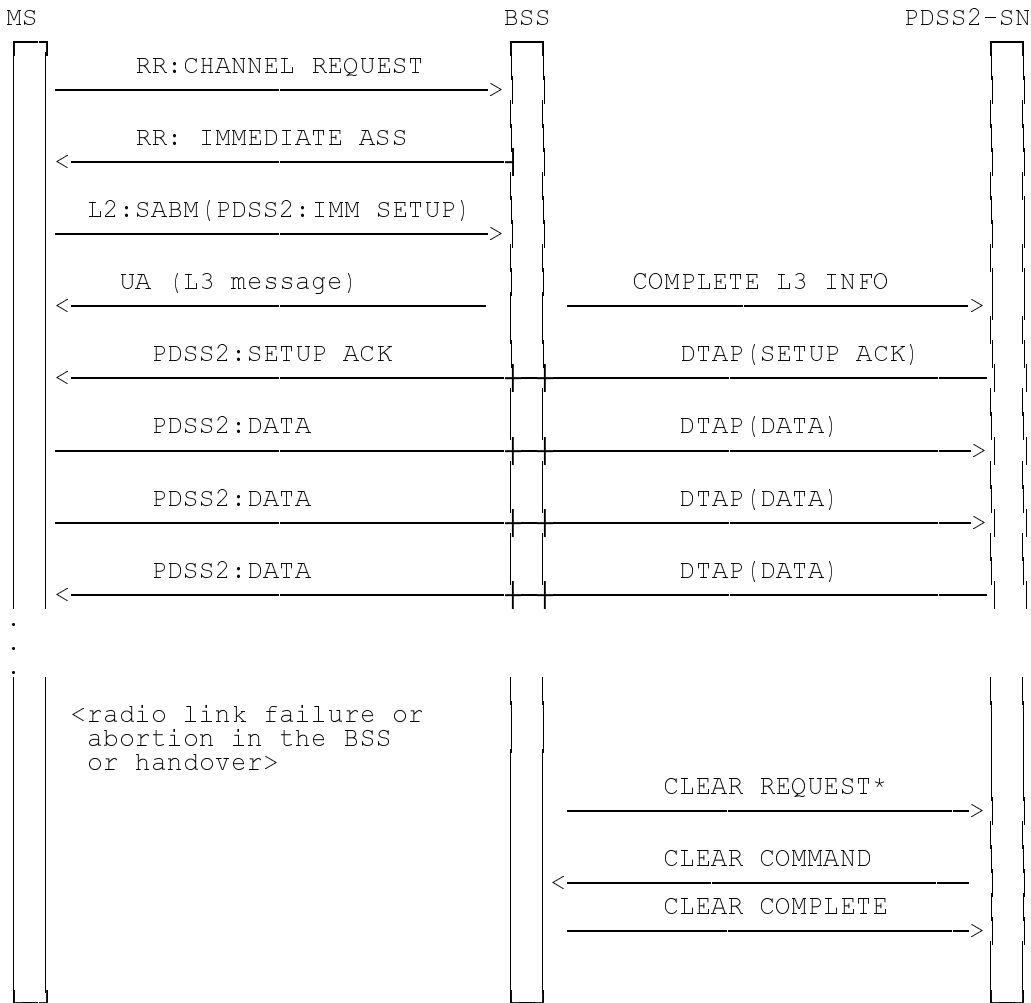 MS BSS PDSS2-SN
RR:CHANNEL REQUEST
RR: IMMEDIATE ASS
L2:SABM(PDSS2:IMM SETUP)
UA (L3 message) COMPLETE L3 INFO
PDSS2:SETUP ACK DTAP(SETUP ACK)
PDSS2:DATA DTAP(DATA)
PDSS2:DATA DTAP(DATA)
PDSS2:DATA DTAP(DATA)
.
.
.
<radio link failure or
abortion in the BSS
or handover>
CLEAR REQUEST*
CLEAR COMMAND
CLEAR COMPLETE